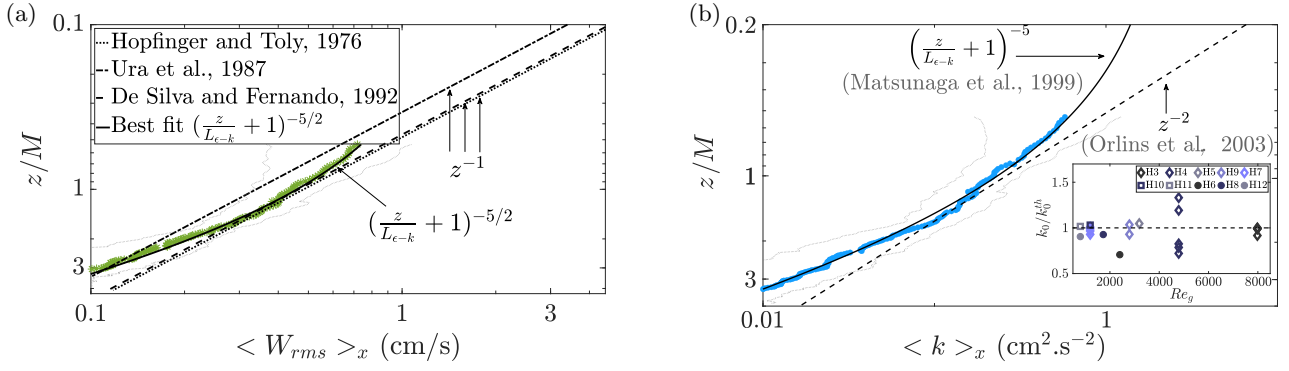 (a)
0.1
1
3
z/M
Hopfinger and Toly, 1976
Ura et al., 1987
De Silva and Fernando, 1992
Best fit (z/L_{ϵ−k} + 1)^{−5/2}
z^{−1}
(z/L_{ϵ−k} + 1)^{−5/2}
0.1
1
3
< W_{rms} >_x (cm/s)
(b)
0.2
1
3
z/M
(z/L_{ϵ−k} + 1)^{−5}
(Matsunaga et al., 1999)
z^{−2}
(Orlins et al. 2003)
H3 H4 H5 H9 H7
H10 H11 H6 H8 H12
1.5
1
0.5
k_0/k_0^{th}
2000
4000
6000
8000
Re_g
0.01
1
< k >_x (cm².s^{−2})